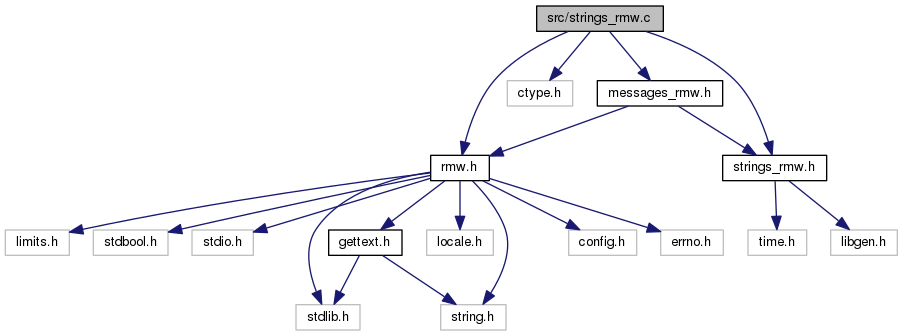 src/strings_rmw.c
ctype.h
messages_rmw.h
rmw.h
strings_rmw.h
limits.h
stdbool.h
stdio.h
gettext.h
locale.h
config.h
errno.h
time.h
libgen.h
stdlib.h
string.h